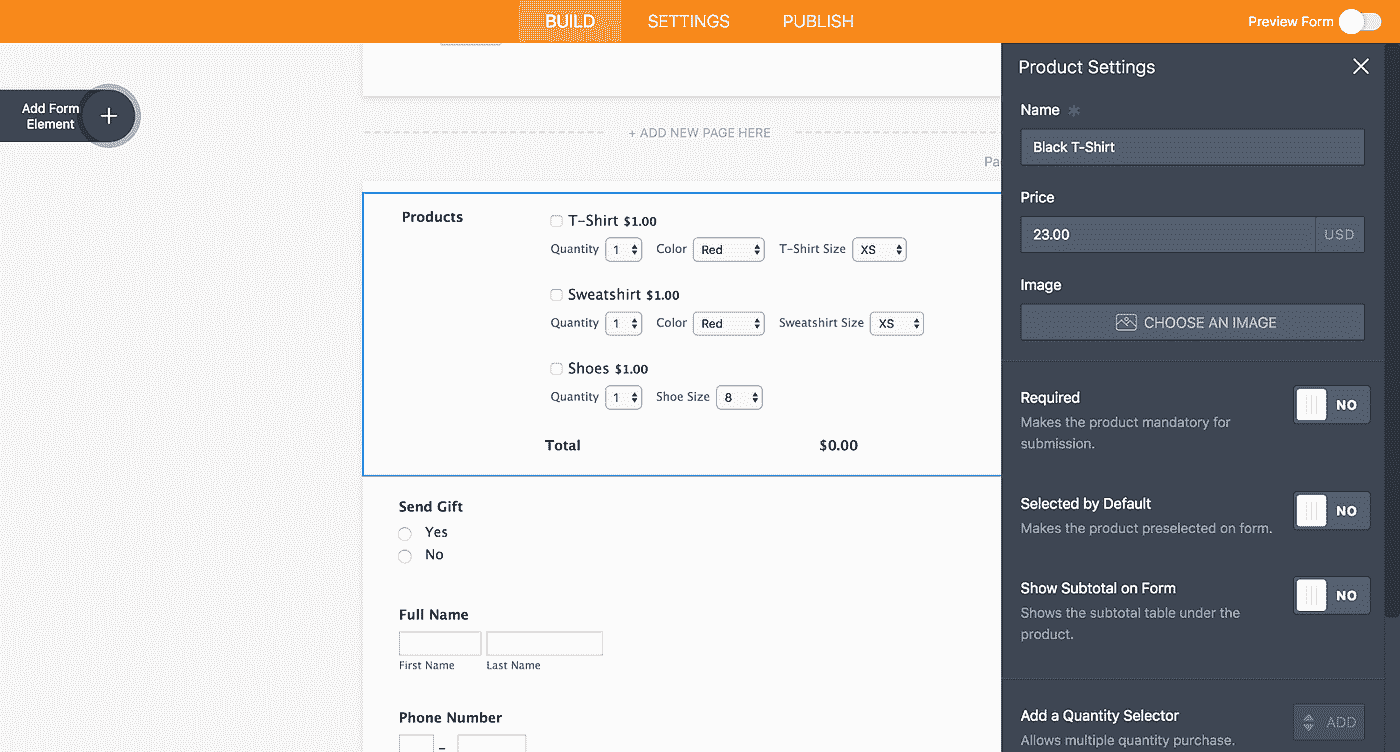 BUILD SETTINGS PUBLISH Preview Form
Add Form
Element
+ ADD NEW PAGE HERE
Products
T-Shirt $1.00
Quantity 1 Color Red T-Shirt Size XS
Sweatshirt $1.00
Quantity 1 Color Red Sweatshirt Size XS
Shoes $1.00
Quantity 1 Shoe Size 8
Total $0.00
Send Gift
Yes
No
Full Name
First Name Last Name
Phone Number
-
Product Settings
Name *
Black T-Shirt
Price
23.00 USD
Image
CHOOSE AN IMAGE
Required NO
Makes the product mandatory for
submission.
Selected by Default NO
Makes the product preselected on form.
Show Subtotal on Form NO
Shows the subtotal table under the
product.
Add a Quantity Selector ADD
Allows multiple quantity purchase.